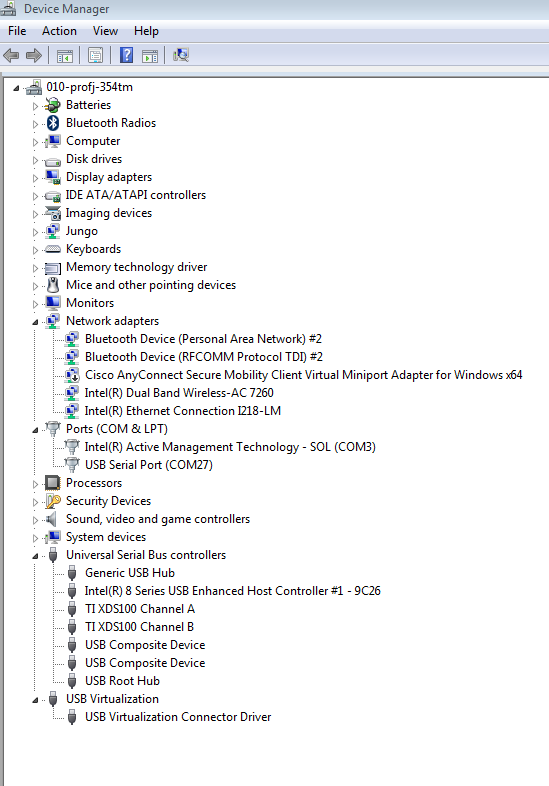 Device Manager
File Action View Help
010-profj-354tm
Batteries
Bluetooth Radios
Computer
Disk drives
Display adapters
IDE ATA/ATAPI controllers
Imaging devices
Jungo
Keyboards
Memory technology driver
Mice and other pointing devices
Monitors
Network adapters
Bluetooth Device (Personal Area Network) #2
Bluetooth Device (RFCOMM Protocol TDI) #2
Cisco AnyConnect Secure Mobility Client Virtual Miniport Adapter for Windows x64
Intel(R) Dual Band Wireless-AC 7260
Intel(R) Ethernet Connection I218-LM
Ports (COM & LPT)
Intel(R) Active Management Technology - SOL (COM3)
USB Serial Port (COM27)
Processors
Security Devices
Sound, video and game controllers
System devices
Universal Serial Bus controllers
Generic USB Hub
Intel(R) 8 Series USB Enhanced Host Controller #1 - 9C26
TI XDS100 Channel A
TI XDS100 Channel B
USB Composite Device
USB Composite Device
USB Root Hub
USB Virtualization
USB Virtualization Connector Driver